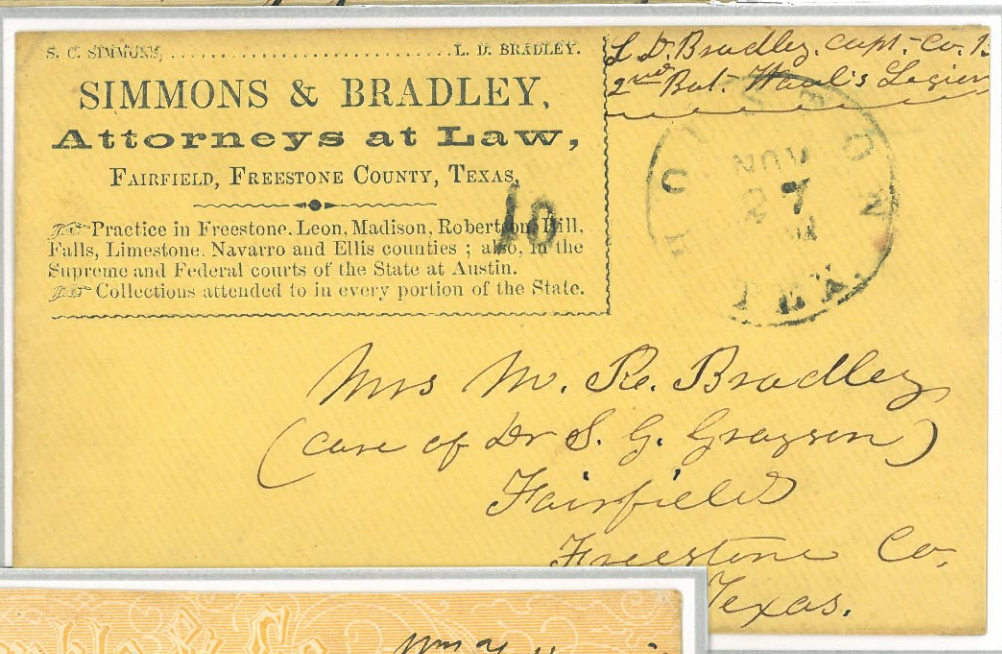 S. C. SIMMONS, ................................ L. D. BRADLEY.
SIMMONS & BRADLEY,
Attorneys at Law,
FAIRFIELD, FREESTONE COUNTY, TEXAS,
Practice in Freestone, Leon, Madison, Robertson, Hill,
Falls, Limestone, Navarro and Ellis counties ; also, in the
Supreme and Federal courts of the State at Austin.
Collections attended to in every portion of the State.
10
L. D. Bradley, Capt. Co. B
2nd Bat. Waul's Legion
HOUSTON
NOV
27
TEX.
Mrs M. R. Bradley
(care of Dr S. G. Grayson)
Fairfield
Freestone Co.
Texas.